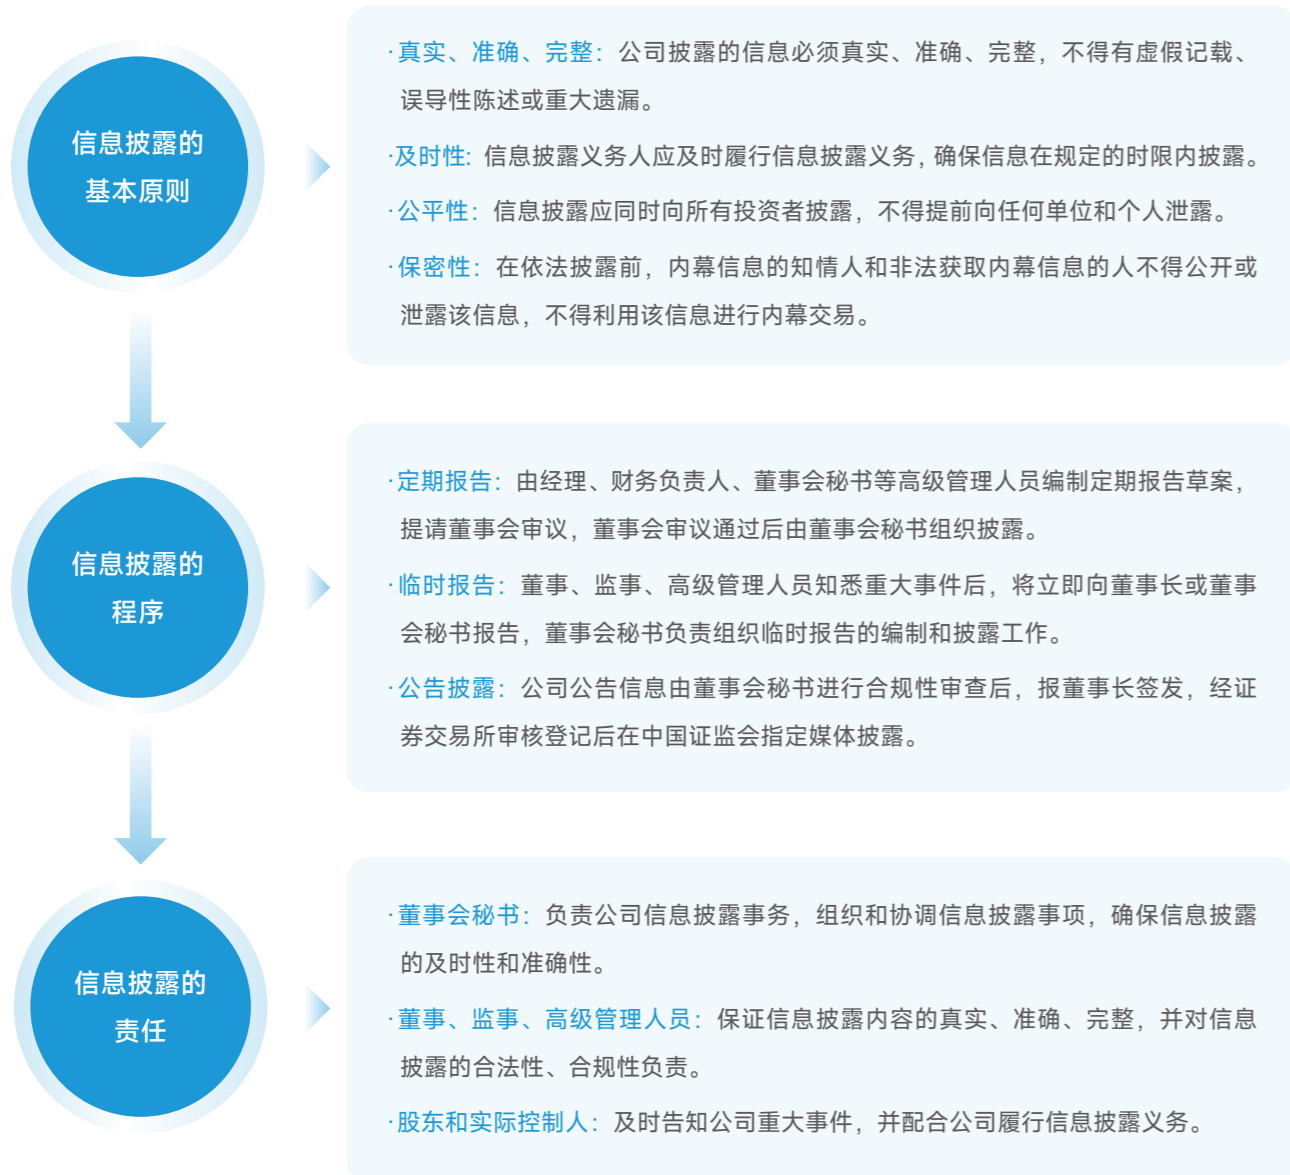 信息披露的
基本原则
·真实、准确、完整：公司披露的信息必须真实、准确、完整，不得有虚假记载、
误导性陈述或重大遗漏。
·及时性：信息披露义务人应及时履行信息披露义务，确保信息在规定的时限内披露。
·公平性：信息披露应同时向所有投资者披露，不得提前向任何单位和个人泄露。
·保密性：在依法披露前，内幕信息的知情人和非法获取内幕信息的人不得公开或
泄露该信息，不得利用该信息进行内幕交易。
信息披露的
程序
·定期报告：由经理、财务负责人、董事会秘书等高级管理人员编制定期报告草案，
提请董事会审议，董事会审议通过后由董事会秘书组织披露。
·临时报告：董事、监事、高级管理人员知悉重大事件后，将立即向董事长或董事
会秘书报告，董事会秘书负责组织临时报告的编制和披露工作。
·公告披露：公司公告信息由董事会秘书进行合规性审查后，报董事长签发，经证
券交易所审核登记后在中国证监会指定媒体披露。
信息披露的
责任
·董事会秘书：负责公司信息披露事务，组织和协调信息披露事项，确保信息披露
的及时性和准确性。
·董事、监事、高级管理人员：保证信息披露内容的真实、准确、完整，并对信息
披露的合法性、合规性负责。
·股东和实际控制人：及时告知公司重大事件，并配合公司履行信息披露义务。